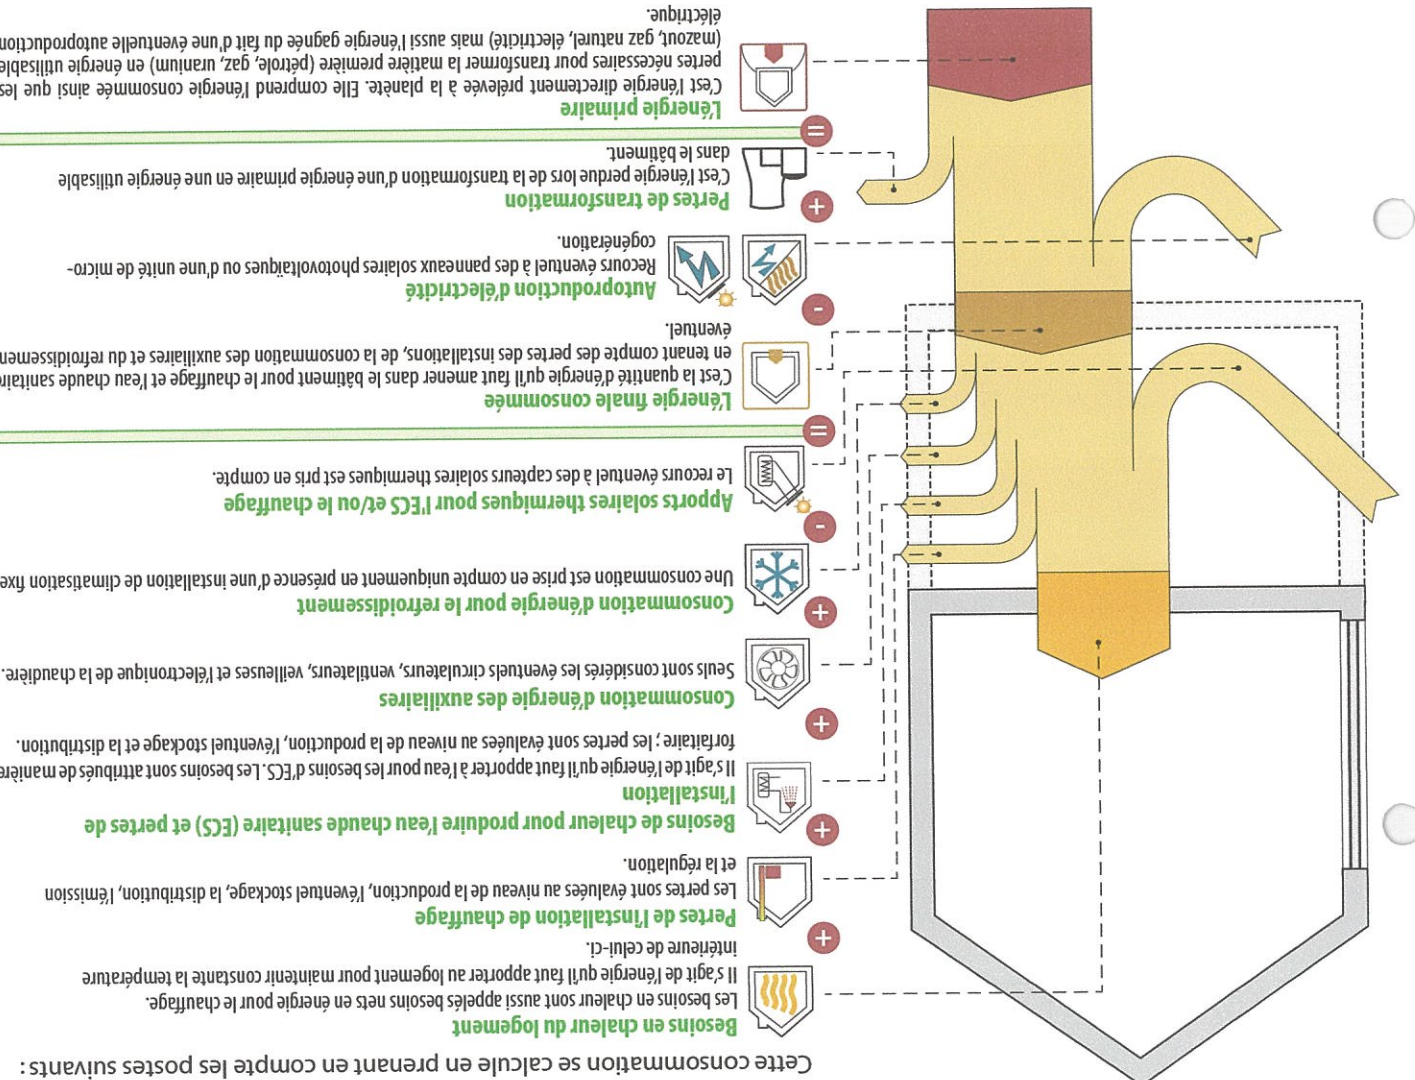 Cette consommation se calcule en prenant en compte les postes suivants :
Besoins en chaleur du logement
Les besoins en chaleur sont aussi appelés besoins nets en énergie pour le chauffage.
Il s'agit de l'énergie qu'il faut apporter au logement pour maintenir constante la température
intérieure de celui-ci.
+
Pertes de l'installation de chauffage
Les pertes sont évaluées au niveau de la production, l'éventuel stockage, la distribution, l'émission
et la régulation.
+
Besoins de chaleur pour produire l'eau chaude sanitaire (ECS) et pertes de
l'installation
Il s'agit de l'énergie qu'il faut apporter à l'eau pour les besoins d'ECS. Les besoins sont attribués de manière
forfaitaire ; les pertes sont évaluées au niveau de la production, l'éventuel stockage et la distribution.
+
Consommation d'énergie des auxiliaires
Seuls sont considérés les éventuels circulateurs, ventilateurs, veilleuses et l'électronique de la chaudière.
+
Consommation d'énergie pour le refroidissement
Une consommation est prise en compte uniquement en présence d'une installation de climatisation fixe
-
Apports solaires thermiques pour l'ECS et/ou le chauffage
Le recours éventuel à des capteurs solaires thermiques est pris en compte.
=
L'énergie finale consommée
C'est la quantité d'énergie qu'il faut amener dans le bâtiment pour le chauffage et l'eau chaude sanitaire
en tenant compte des pertes des installations, de la consommation des auxiliaires et du refroidissement
éventuel.
-
Autoproduction d'électricité
Recours éventuel à des panneaux solaires photovoltaïques ou d'une unité de micro-
cogénération.
+
Pertes de transformation
C'est l'énergie perdue lors de la transformation d'une énergie primaire en une énergie utilisable
dans le bâtiment.
=
L'énergie primaire
C'est l'énergie directement prélevée à la planète. Elle comprend l'énergie consommée ainsi que les
pertes nécessaires pour transformer la matière première (pétrole, gaz, uranium) en énergie utilisable
(mazout, gaz naturel, électricité) mais aussi l'énergie gagnée du fait d'une éventuelle autoproduction
électrique.